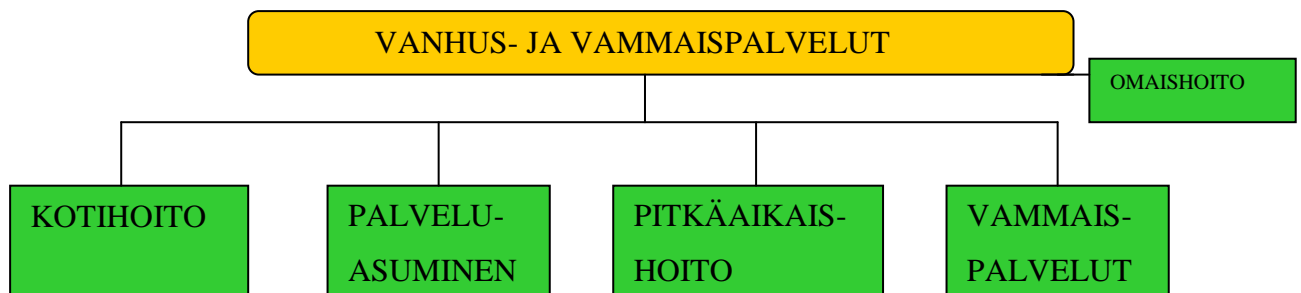 VANHUS- JA VAMMAISPALVELUT
OMAISHOITO
KOTIHOITO
PALVELU-
ASUMINEN
PITKÄAIKAIS-
HOITO
VAMMAIS-
PALVELUT